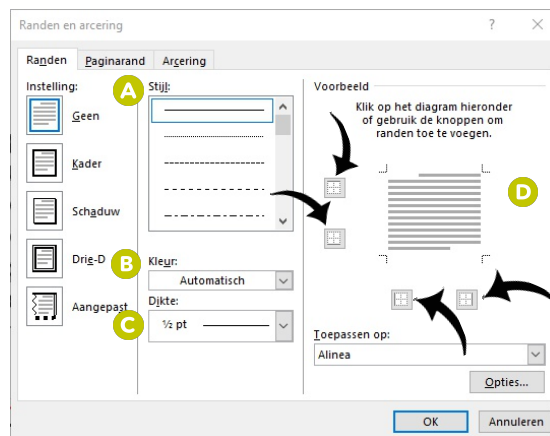 Randen en arcering
? X
Randen Paginarand Arcering
Instelling:
Geen
Kader
Schaduw
Drie-D
Aangepast
A Stijl:
B Kleur:
Automatisch
Dikte:
C ½ pt
Voorbeeld
Klik op het diagram hieronder
of gebruik de knoppen om
randen toe te voegen.
D
Toepassen op:
Alinea
Opties...
OK Annuleren